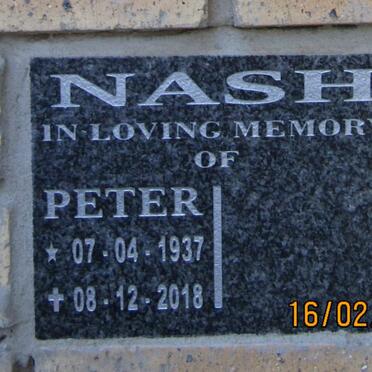 NASH
IN LOVING MEMORY
OF
PETER
★ 07 - 04 - 1937
✝ 08 - 12 - 2018
16/02